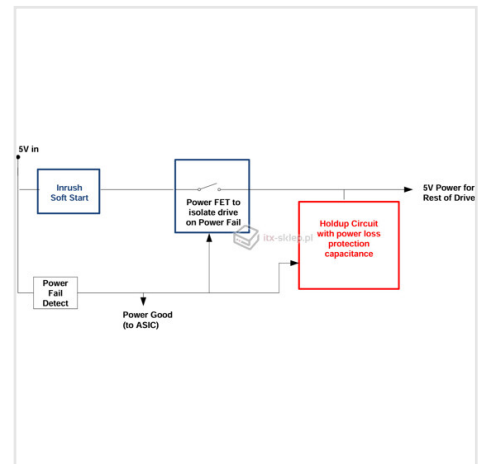 5V in
Inrush
Soft Start
Power FET to
isolate drive
on Power Fail
5V Power for
Rest of Drive
Holdup Circuit
with power loss
protection
capacitance
itx-sklep.pl
Power
Fail
Detect
Power Good
(to ASIC)